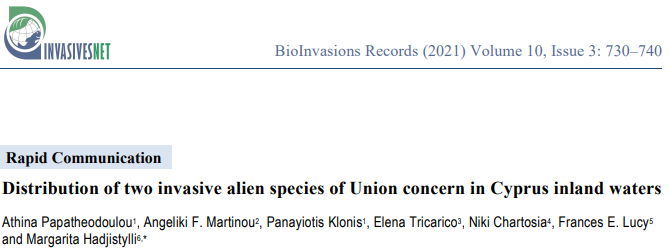 INVASIVESNET
BioInvasions Records (2021) Volume 10, Issue 3: 730–740
Rapid Communication
Distribution of two invasive alien species of Union concern in Cyprus inland waters
Athina Papatheodoulou¹, Angeliki F. Martinou², Panayiotis Klonis¹, Elena Tricarico³, Niki Chartosia⁴, Frances E. Lucy⁵
and Margarita Hadjistylli⁶,*